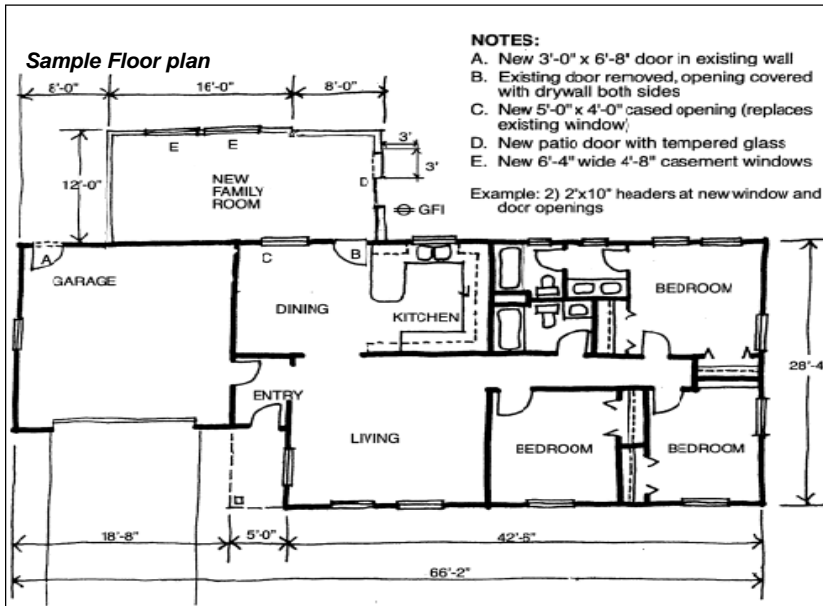 Sample Floor plan
NOTES:
A. New 3'-0" x 6'-8" door in existing wall
B. Existing door removed, opening covered
with drywall both sides
C. New 5'-0" x 4'-0" cased opening (replaces
existing window)
D. New patio door with tempered glass
E. New 6'-4" wide 4'-8" casement windows
Example: 2) 2"x10" headers at new window and
door openings
8'-0" 16'-0" 8'-0"
E E 3'
3'
12'-0" NEW
FAMILY
ROOM
D
GFI
A C B
GARAGE
BEDROOM
DINING KITCHEN
28'-4
ENTRY
LIVING
BEDROOM BEDROOM
18'-8" 5'-0" 42'-6"
66'-2"